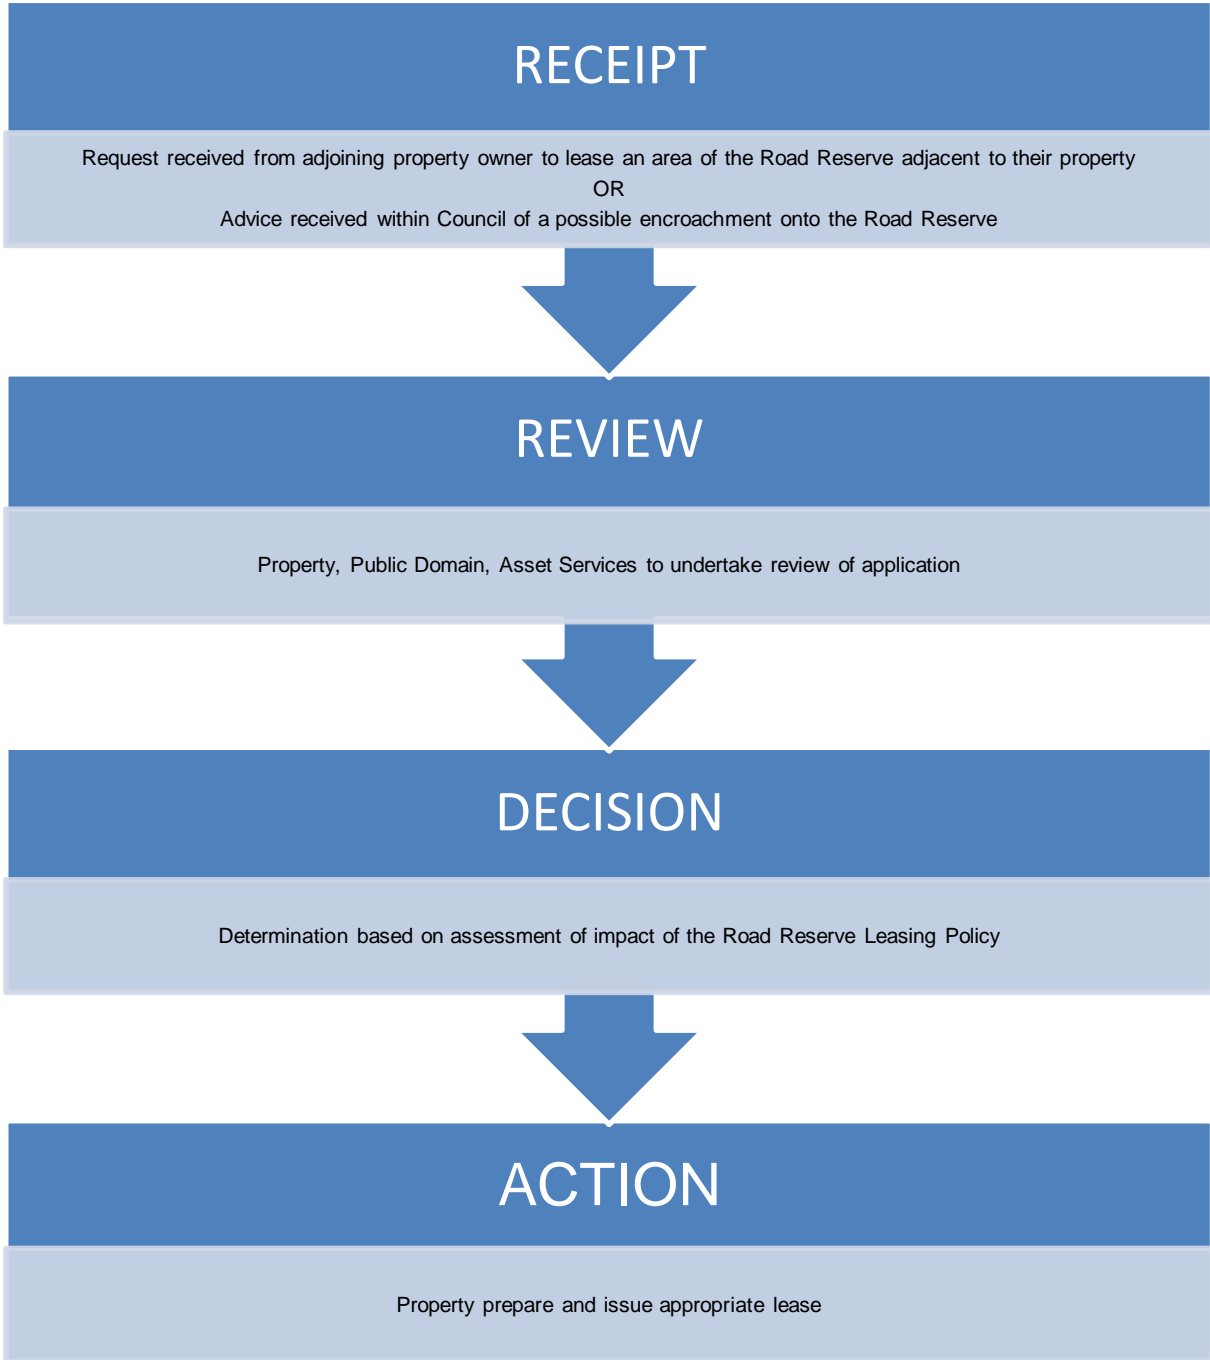 RECEIPT
Request received from adjoining property owner to lease an area of the Road Reserve adjacent to their property
OR
Advice received within Council of a possible encroachment onto the Road Reserve
REVIEW
Property, Public Domain, Asset Services to undertake review of application
DECISION
Determination based on assessment of impact of the Road Reserve Leasing Policy
ACTION
Property prepare and issue appropriate lease